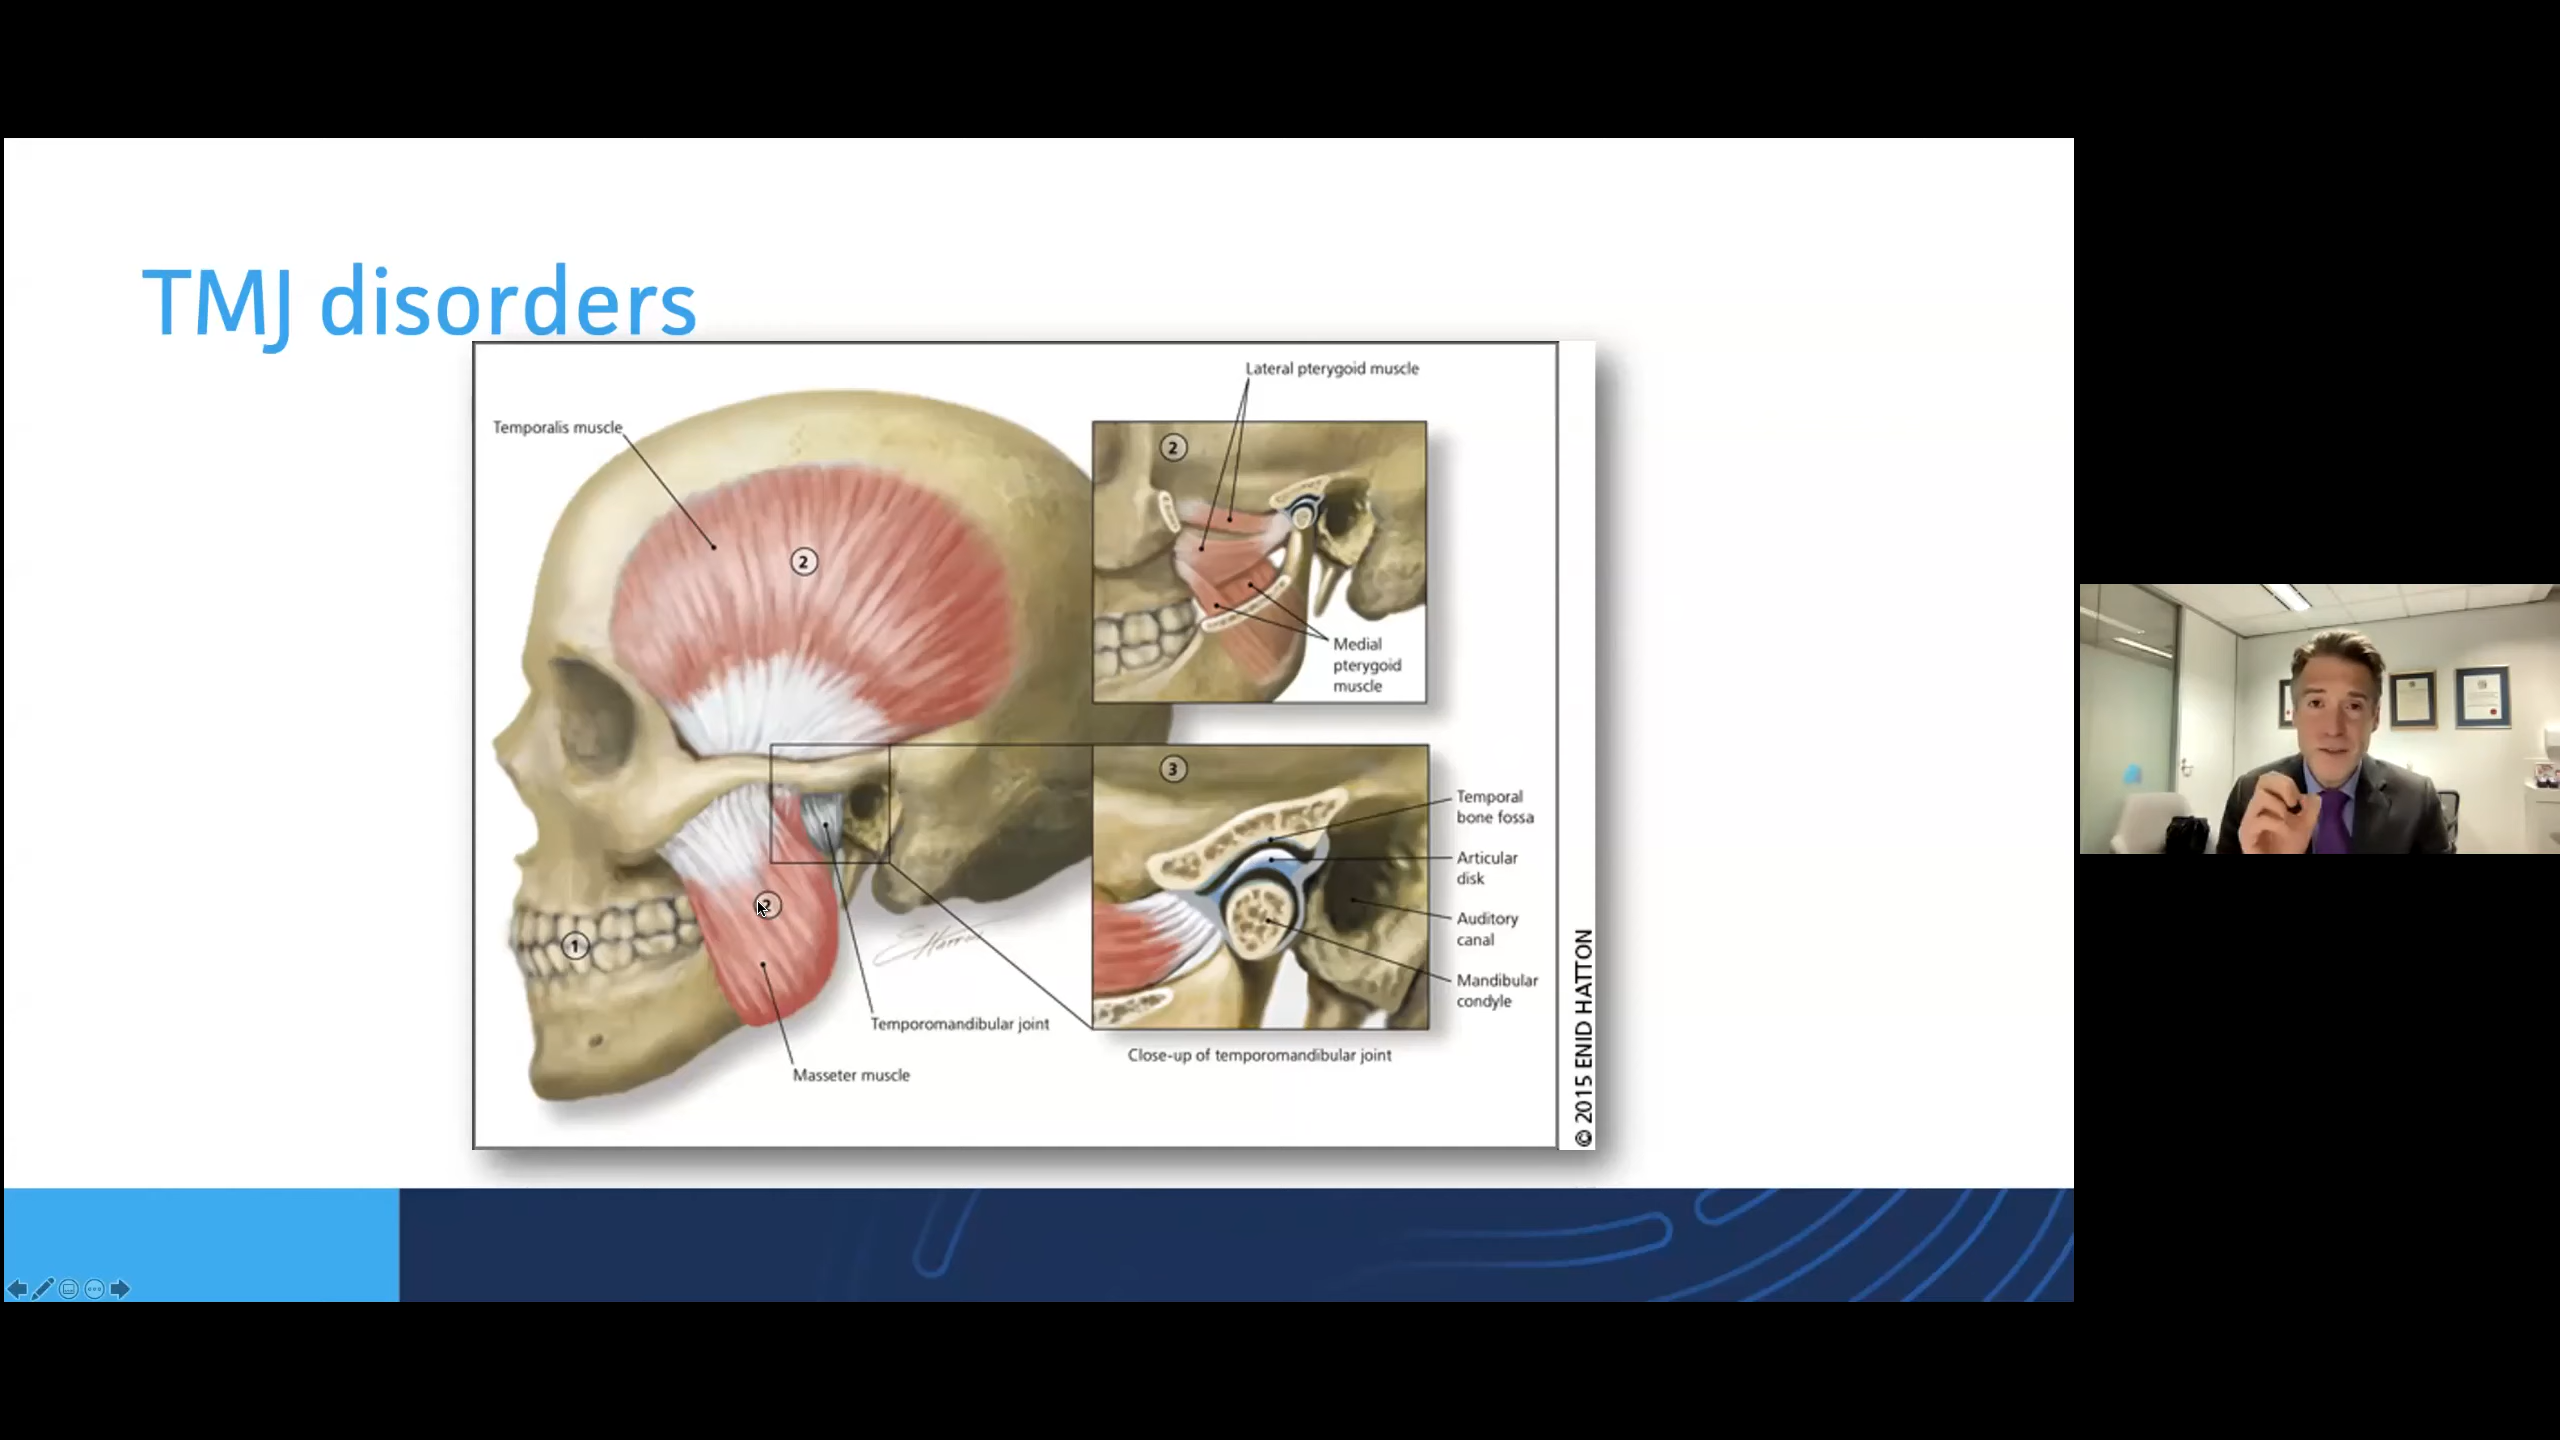 TMJ disorders
Lateral pterygoid muscle
Temporalis muscle
2
2
Medial
pterygoid
muscle
3
Temporal
bone fossa
Articular
disk
Auditory
canal
Mandibular
condyle
2
1
Temporomandibular joint
Masseter muscle
Close-up of temporomandibular joint
© 2015 ENID HATTON